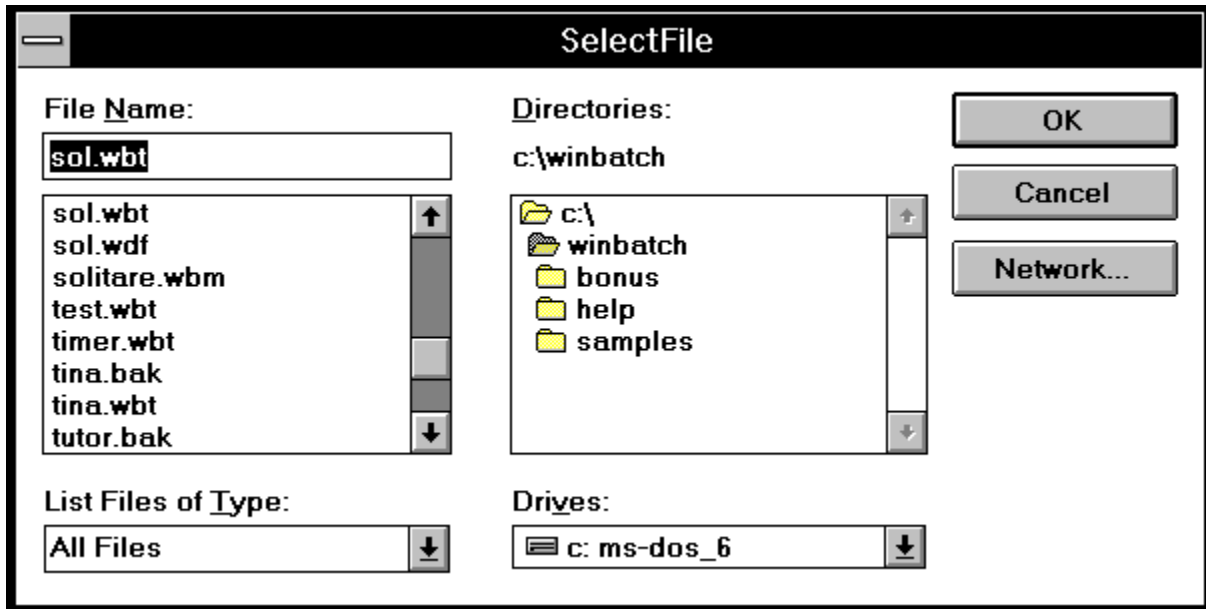 SelectFile
File Name:
sol.wbt
sol.wbt
sol.wdf
solitare.wbm
test.wbt
timer.wbt
tina.bak
tina.wbt
tutor.bak
List Files of Type:
All Files
Directories:
c:\winbatch
c:\
winbatch
bonus
help
samples
Drives:
c: ms-dos_6
OK
Cancel
Network...